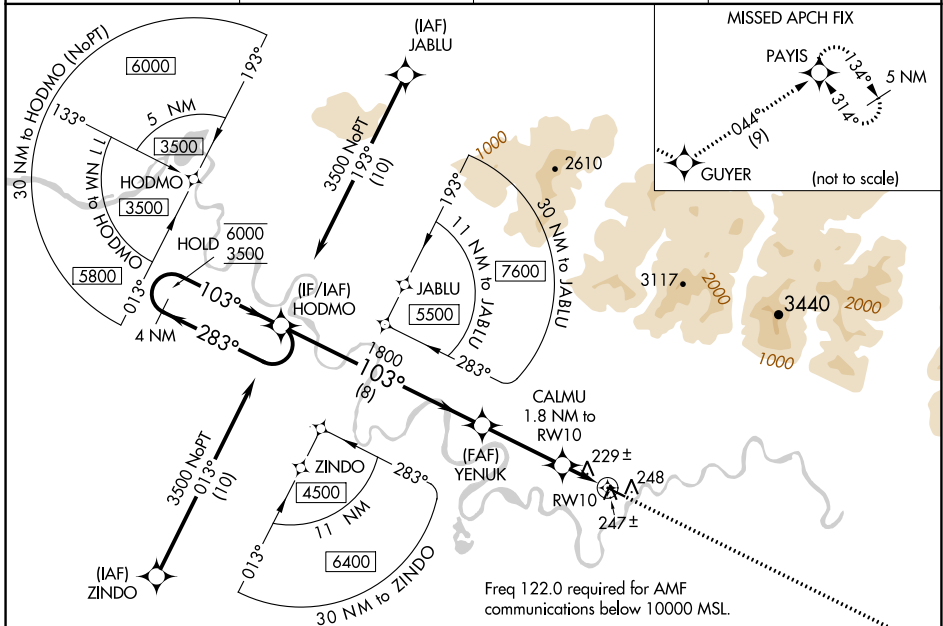 MISSED APCH FIX
PAYIS
134°
5 NM
314°
044°
(9)
GUYER
(not to scale)
30 NM to HODMO (NoPT)
6000
193°
5 NM
133°
3500
HODMO
11 NM to HODMO
3500
5800
013°
(IAF)
JABLU
3500 NoPT
193°
(10)
1000
2610
193°
30 NM to JABLU
11 NM to JABLU
7600
JABLU
5500
283°
3117
2000
3440
2000
1000
HOLD
6000
3500
103°
4 NM
283°
(IF/IAF)
HODMO
1800
103°
(8)
CALMU
1.8 NM to
RW10
(FAF)
YENUK
229±
248
RW10
247±
3500 NoPT
013°
(10)
(IAF)
ZINDO
ZINDO
283°
4500
11 NM
013°
6400
30 NM to ZINDO
Freq 122.0 required for AMF
communications below 10000 MSL.